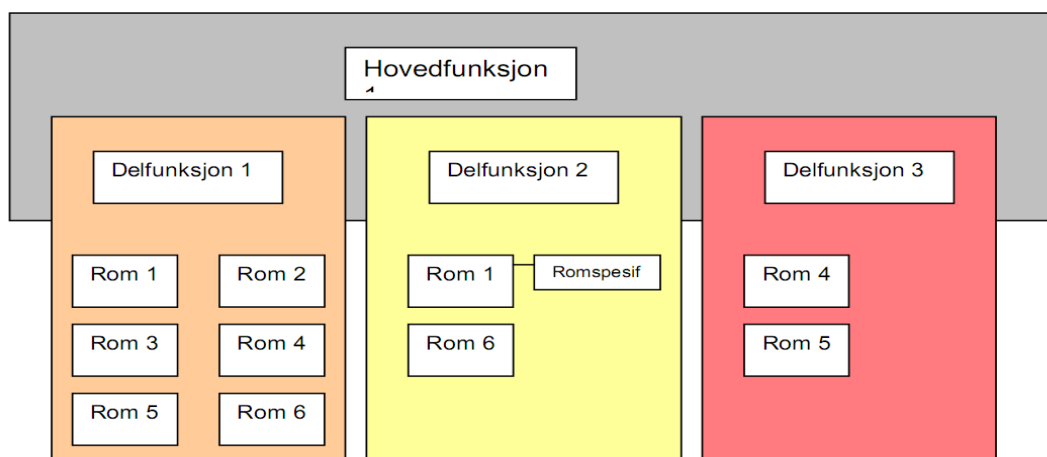 Hovedfunksjon
1
Delfunksjon 1
Delfunksjon 2
Delfunksjon 3
Rom 1
Rom 2
Rom 3
Rom 4
Rom 5
Rom 6
Rom 1
Romspesif
Rom 6
Rom 4
Rom 5